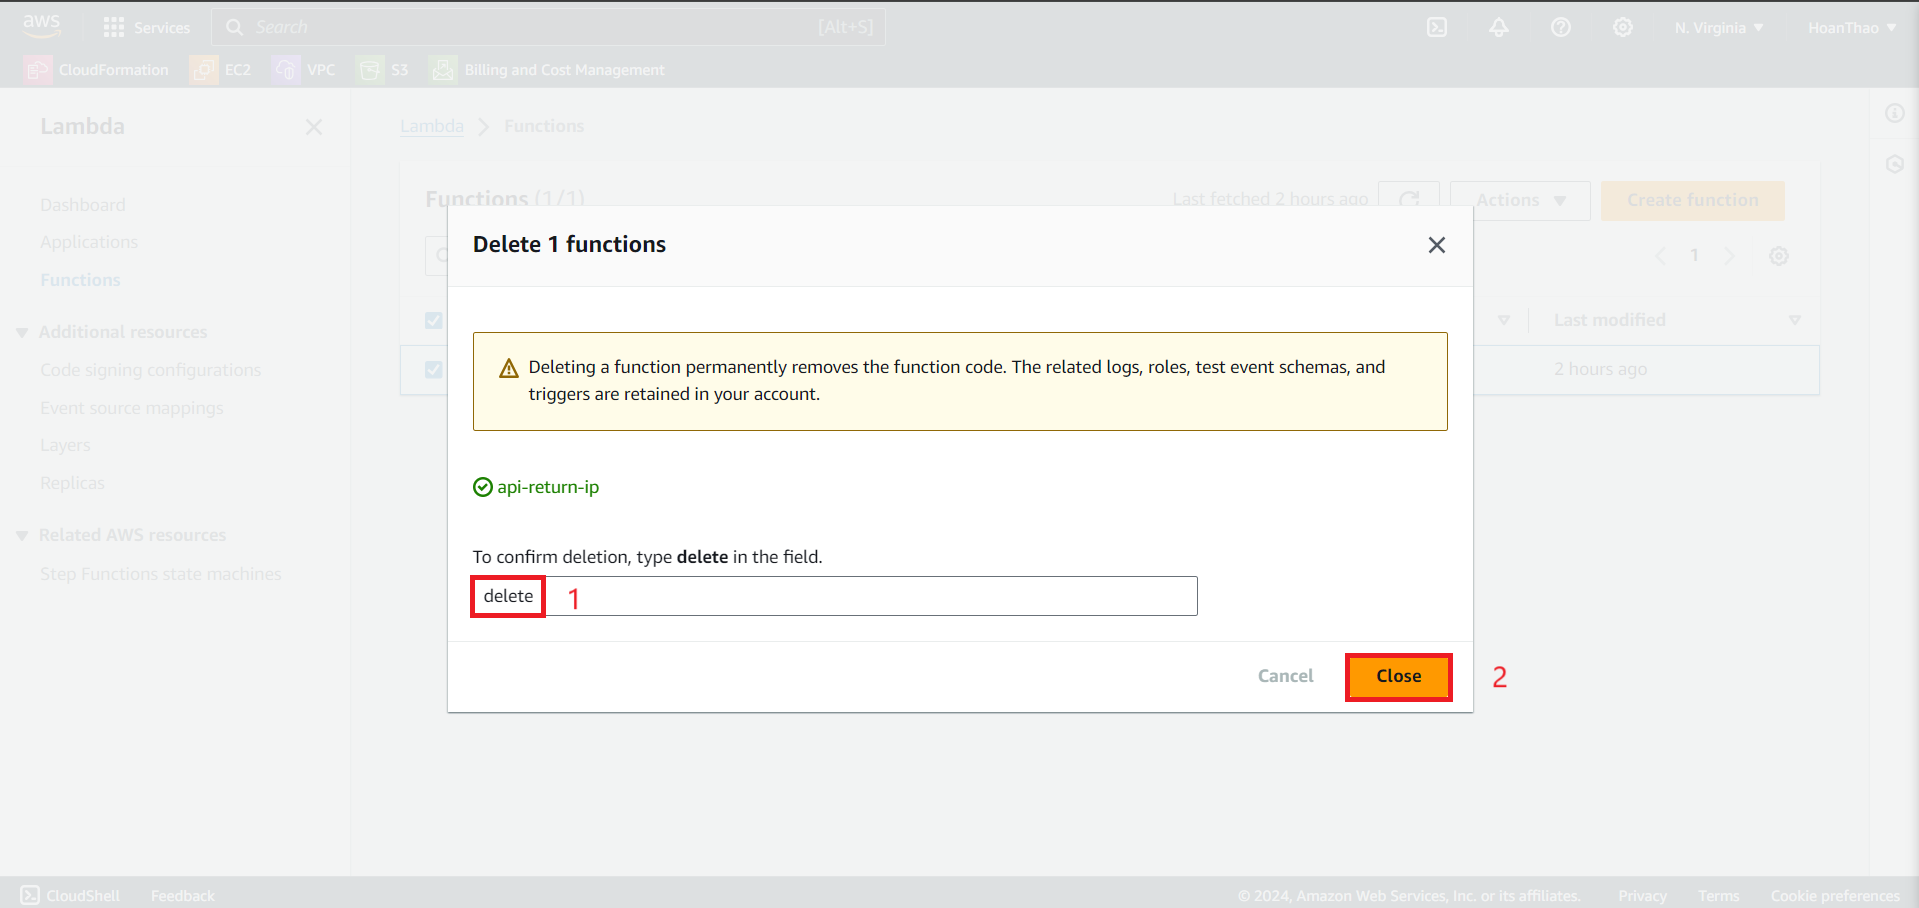 aws
Services
Search
[Alt+S]
N. Virginia
HoanThao
CloudFormation
EC2
VPC
S3
Billing and Cost Management
Lambda
Dashboard
Applications
Functions
Additional resources
Code signing configurations
Event source mappings
Layers
Replicas
Related AWS resources
Step Functions state machines
Lambda
Functions
Functions (1/1)
Last fetched 2 hours ago
Actions
Create function
1
Last modified
2 hours ago
Delete 1 functions
Deleting a function permanently removes the function code. The related logs, roles, test event schemas, and
triggers are retained in your account.
api-return-ip
To confirm deletion, type delete in the field.
delete
1
Cancel
Close
2
CloudShell
Feedback
© 2024, Amazon Web Services, Inc. or its affiliates.
Privacy
Terms
Cookie preferences